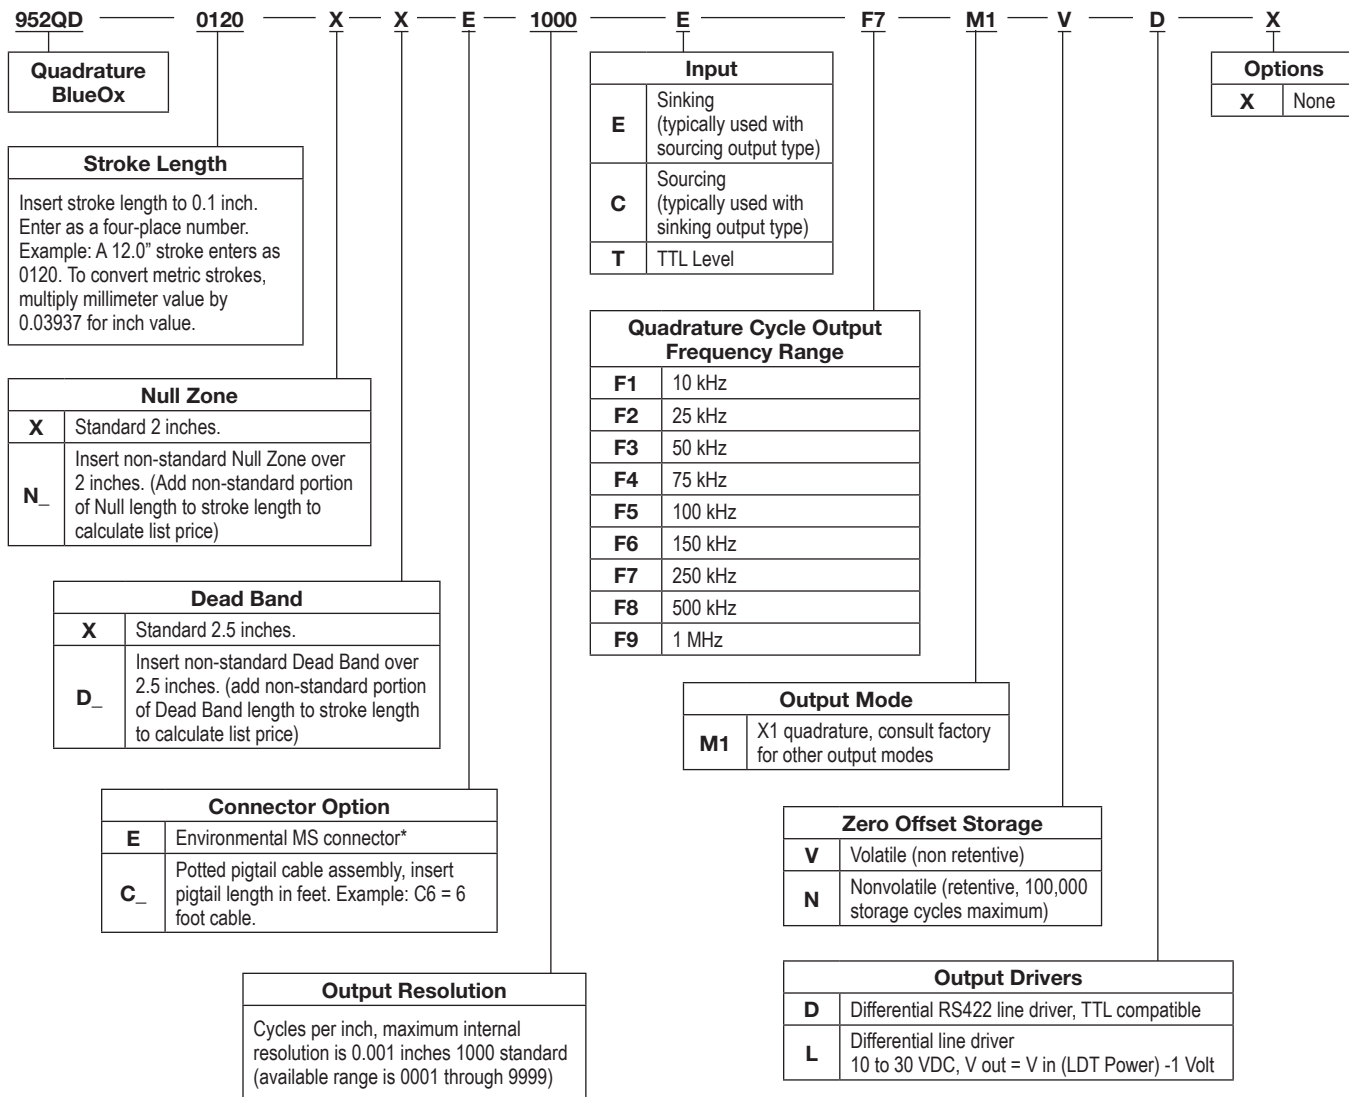 952QD 0120 X X E 1000 E F7 M1 V D X
Quadrature
BlueOx
Stroke Length
Insert stroke length to 0.1 inch.
Enter as a four-place number.
Example: A 12.0” stroke enters as
0120. To convert metric strokes,
multiply millimeter value by
0.03937 for inch value.
Null Zone
X Standard 2 inches.
N_ Insert non-standard Null Zone over
2 inches. (Add non-standard portion
of Null length to stroke length to
calculate list price)
Dead Band
X Standard 2.5 inches.
D_ Insert non-standard Dead Band over
2.5 inches. (add non-standard portion
of Dead Band length to stroke length
to calculate list price)
Connector Option
E Environmental MS connector*
C_ Potted pigtail cable assembly, insert
pigtail length in feet. Example: C6 = 6
foot cable.
Output Resolution
Cycles per inch, maximum internal
resolution is 0.001 inches 1000 standard
(available range is 0001 through 9999)
Input
E Sinking
(typically used with
sourcing output type)
C Sourcing
(typically used with
sinking output type)
T TTL Level
Quadrature Cycle Output
Frequency Range
F1 10 kHz
F2 25 kHz
F3 50 kHz
F4 75 kHz
F5 100 kHz
F6 150 kHz
F7 250 kHz
F8 500 kHz
F9 1 MHz
Output Mode
M1 X1 quadrature, consult factory
for other output modes
Zero Offset Storage
V Volatile (non retentive)
N Nonvolatile (retentive, 100,000
storage cycles maximum)
Output Drivers
D Differential RS422 line driver, TTL compatible
L Differential line driver
10 to 30 VDC, V out = V in (LDT Power) -1 Volt
Options
X None